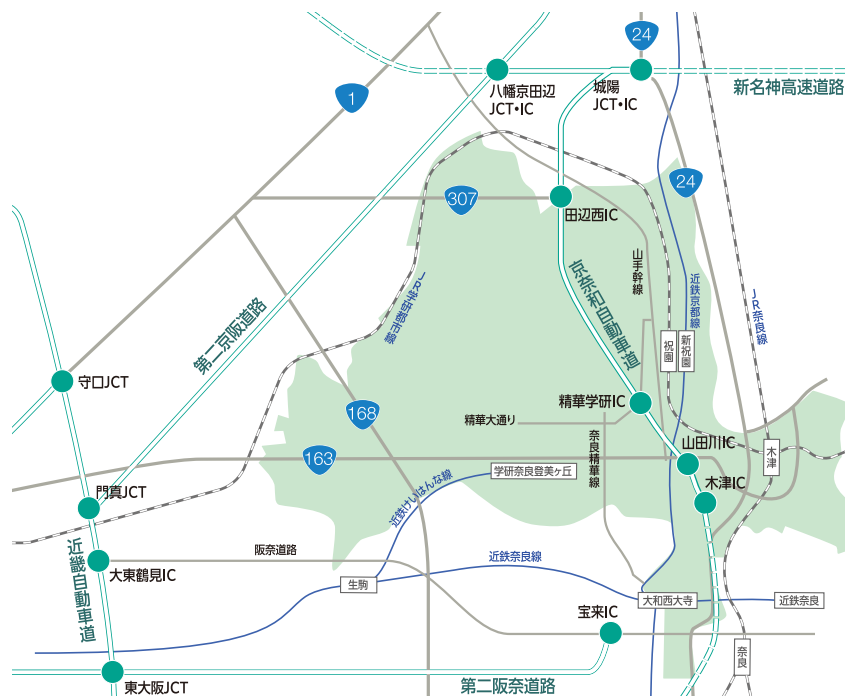 24
1
八幡京田辺
JCT・IC
城陽
JCT・IC
新名神高速道路
307
24
田辺西IC
山手幹線
近鉄京都線
JR学研都市線
京奈和自動車道
第二京阪道路
JR奈良線
祝園
新祝園
守口JCT
168
精華学研IC
精華大通り
奈良精華線
163
山田川IC
木津
学研奈良登美ヶ丘
木津IC
門真JCT
近鉄けいはんな線
近畿自動車道
阪奈道路
近鉄奈良線
大東鶴見IC
生駒
大和西大寺
近鉄奈良
宝来IC
奈良
東大阪JCT
第二阪奈道路